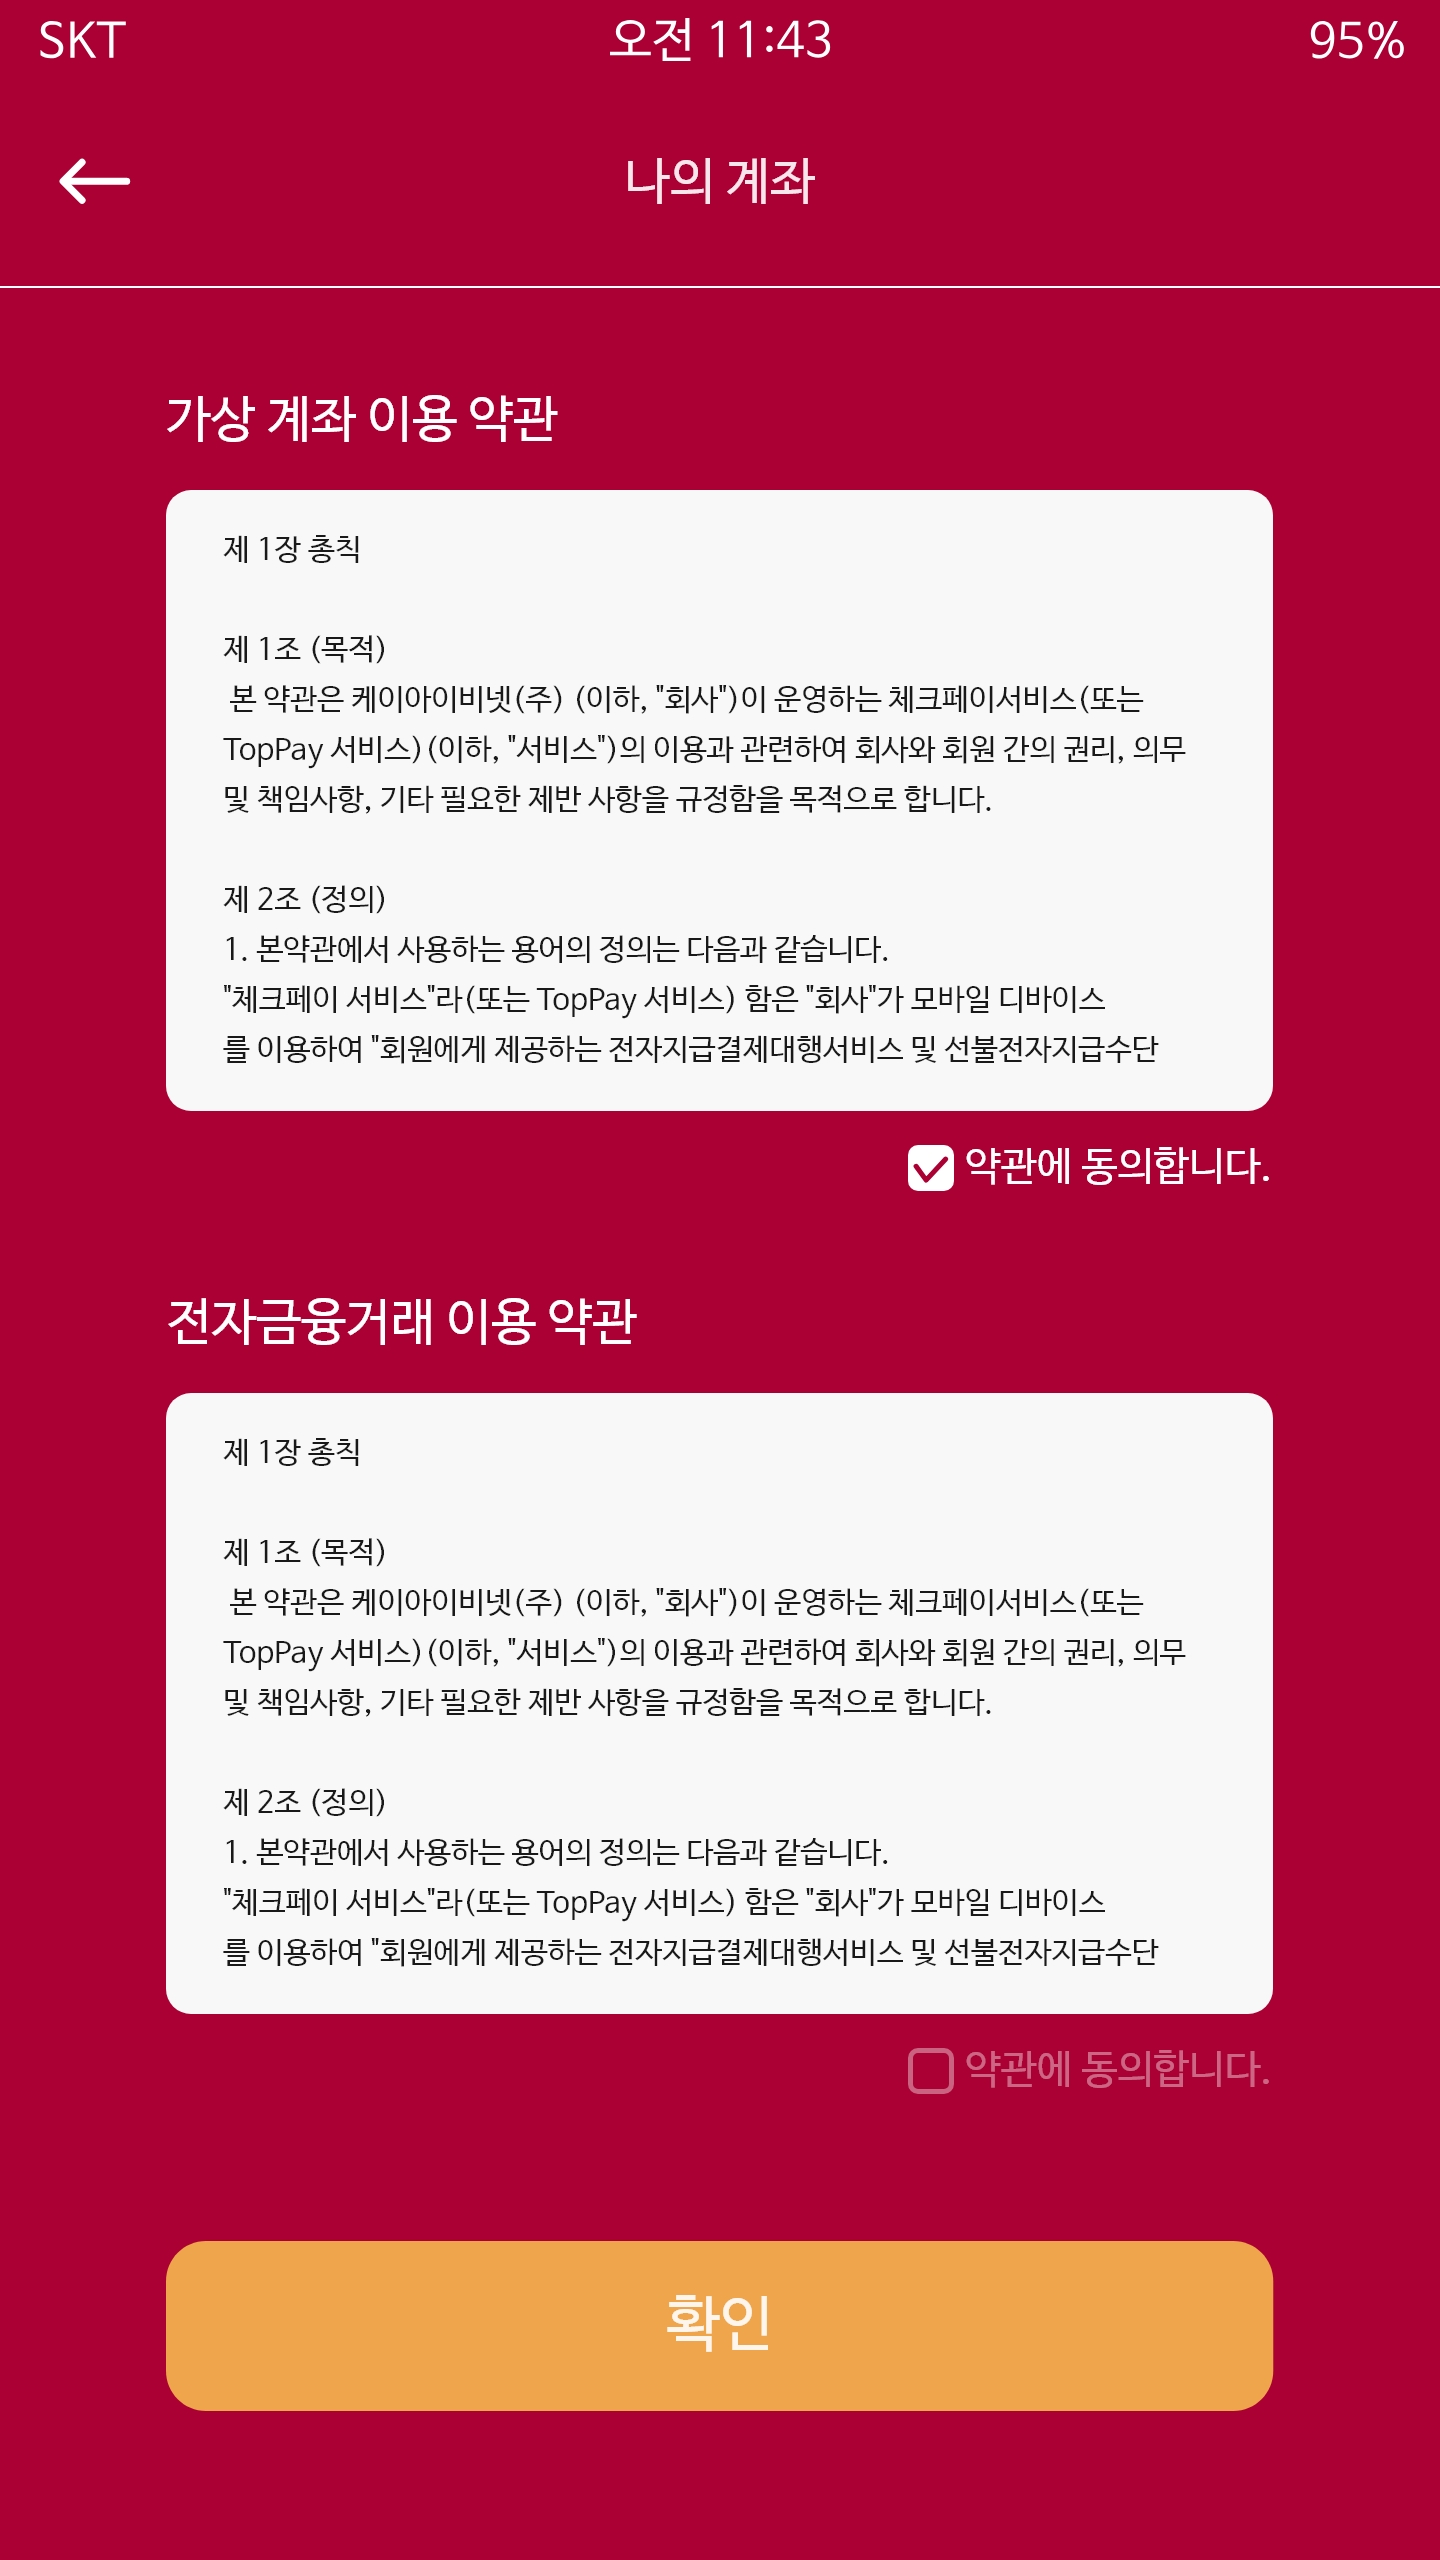 SKT 오전 11:43 95%
나의 계좌
가상 계좌 이용 약관
제 1장 총칙
제 1조 (목적)
본 약관은 케이아이비넷(주) (이하, "회사")이 운영하는 체크페이서비스(또는
TopPay 서비스)(이하, "서비스")의 이용과 관련하여 회사와 회원 간의 권리, 의무
및 책임사항, 기타 필요한 제반 사항을 규정함을 목적으로 합니다.
제 2조 (정의)
1. 본약관에서 사용하는 용어의 정의는 다음과 같습니다.
"체크페이 서비스"라(또는 TopPay 서비스) 함은 "회사"가 모바일 디바이스
를 이용하여 "회원에게 제공하는 전자지급결제대행서비스 및 선불전자지급수단
약관에 동의합니다.
전자금융거래 이용 약관
제 1장 총칙
제 1조 (목적)
본 약관은 케이아이비넷(주) (이하, "회사")이 운영하는 체크페이서비스(또는
TopPay 서비스)(이하, "서비스")의 이용과 관련하여 회사와 회원 간의 권리, 의무
및 책임사항, 기타 필요한 제반 사항을 규정함을 목적으로 합니다.
제 2조 (정의)
1. 본약관에서 사용하는 용어의 정의는 다음과 같습니다.
"체크페이 서비스"라(또는 TopPay 서비스) 함은 "회사"가 모바일 디바이스
를 이용하여 "회원에게 제공하는 전자지급결제대행서비스 및 선불전자지급수단
약관에 동의합니다.
확인